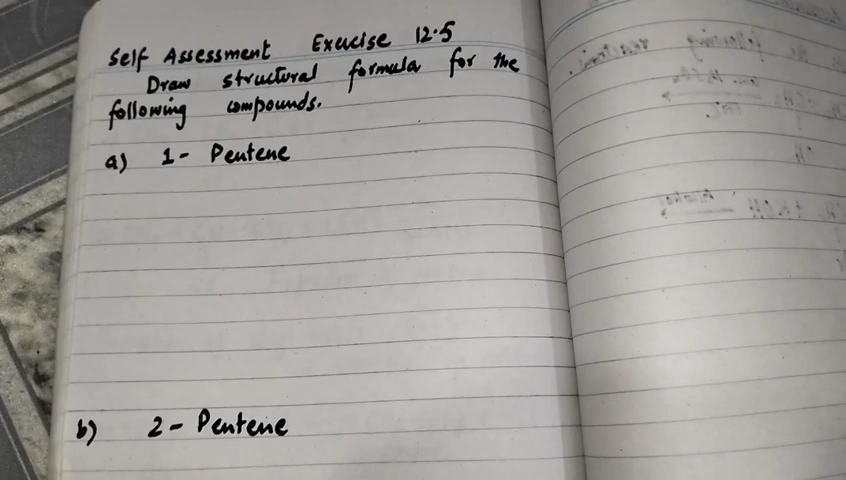 Self Assessment Exercise 12.5
Draw structural formula for the
following compounds.
a) 1- Pentene
b) 2- Pentene